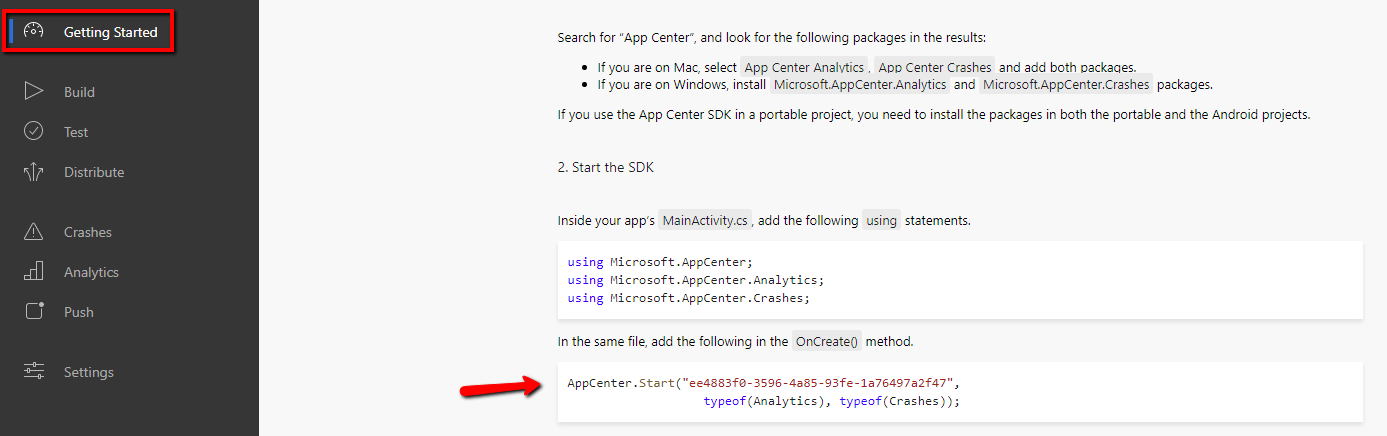 Getting Started
Build
Test
Distribute
Crashes
Analytics
Push
Settings
Search for “App Center”, and look for the following packages in the results:
If you are on Mac, select App Center Analytics, App Center Crashes and add both packages.
If you are on Windows, install Microsoft.AppCenter.Analytics and Microsoft.AppCenter.Crashes packages.
If you use the App Center SDK in a portable project, you need to install the packages in both the portable and the Android projects.
2. Start the SDK
Inside your app’s MainActivity.cs, add the following using statements.
using Microsoft.AppCenter;
using Microsoft.AppCenter.Analytics;
using Microsoft.AppCenter.Crashes;
In the same file, add the following in the OnCreate() method.
AppCenter.Start("ee4883f0-3596-4a85-93fe-1a76497a2f47",
typeof(Analytics), typeof(Crashes));